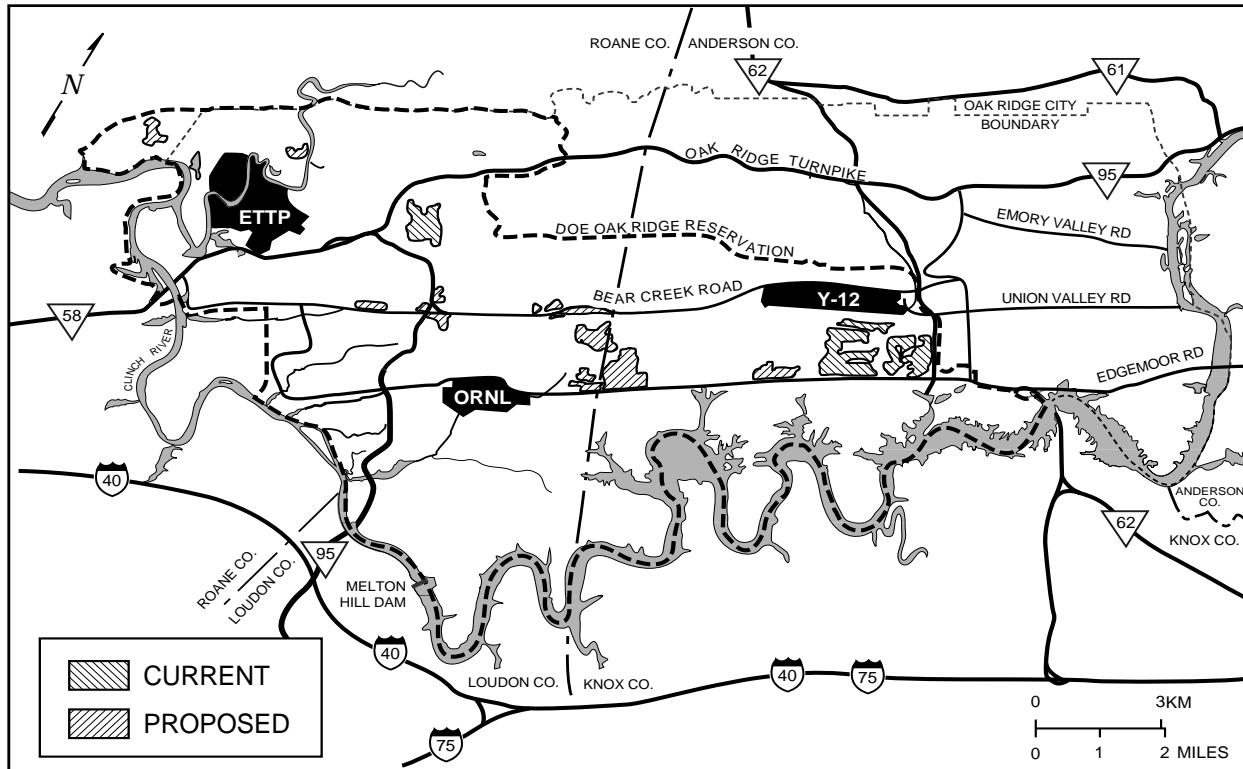 ROANE CO.
ANDERSON CO.
62
61
N
OAK RIDGE CITY
BOUNDARY
OAK RIDGE TURNPIKE
95
ETTP
EMORY VALLEY RD
DOE OAK RIDGE RESERVATION
BEAR CREEK ROAD
Y-12
UNION VALLEY RD
58
CLINCH RIVER
EDGEMOOR RD
ORNL
40
ANDERSON
CO.
62
KNOX CO.
95
ROANE CO.
LOUDON CO.
MELTON
HILL DAM
CURRENT
PROPOSED
40
LOUDON CO.
KNOX CO.
40
75
75
0 3KM
0 1 2 MILES